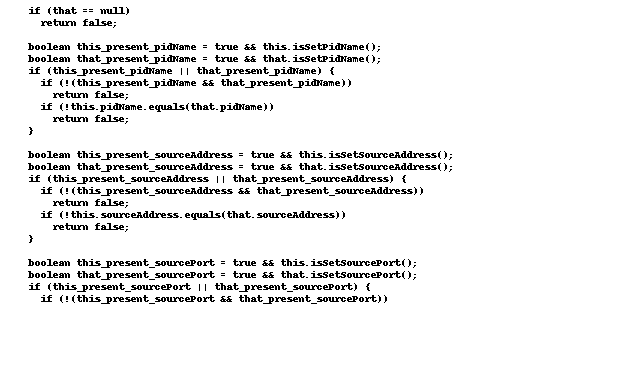 if (that == null)
return false;
boolean this_present_pidName = true && this.isSetPidName();
boolean that_present_pidName = true && that.isSetPidName();
if (this_present_pidName || that_present_pidName) {
if (!(this_present_pidName && that_present_pidName))
return false;
if (!this.pidName.equals(that.pidName))
return false;
}
boolean this_present_sourceAddress = true && this.isSetSourceAddress();
boolean that_present_sourceAddress = true && that.isSetSourceAddress();
if (this_present_sourceAddress || that_present_sourceAddress) {
if (!(this_present_sourceAddress && that_present_sourceAddress))
return false;
if (!this.sourceAddress.equals(that.sourceAddress))
return false;
}
boolean this_present_sourcePort = true && this.isSetSourcePort();
boolean that_present_sourcePort = true && that.isSetSourcePort();
if (this_present_sourcePort || that_present_sourcePort) {
if (!(this_present_sourcePort && that_present_sourcePort))